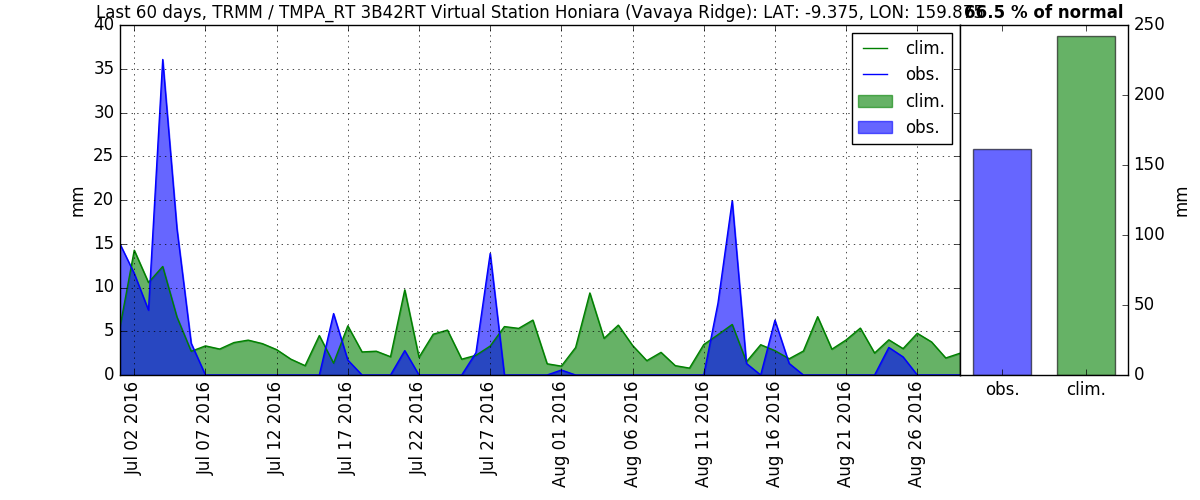 Last 60 days, TRMM / TMPA_RT 3B42RT Virtual Station Honiara (Vavaya Ridge): LAT: -9.375, LON: 159.875
66.5 % of normal
mm
40
35
30
25
20
15
10
5
0
clim.
obs.
clim.
obs.
Jul 02 2016
Jul 07 2016
Jul 12 2016
Jul 17 2016
Jul 22 2016
Jul 27 2016
Aug 01 2016
Aug 06 2016
Aug 11 2016
Aug 16 2016
Aug 21 2016
Aug 26 2016
250
200
150
100
50
0
mm
obs.
clim.